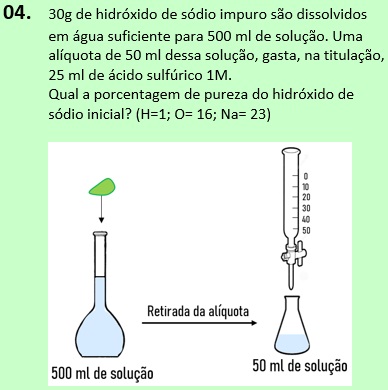 04. 30g de hidróxido de sódio impuro são dissolvidos
em água suficiente para 500 ml de solução. Uma
alíquota de 50 ml dessa solução, gasta, na titulação,
25 ml de ácido sulfúrico 1M.
Qual a porcentagem de pureza do hidróxido de
sódio inicial? (H=1; O= 16; Na= 23)
0
10
20
30
40
50
Retirada da alíquota
500 ml de solução
50 ml de solução